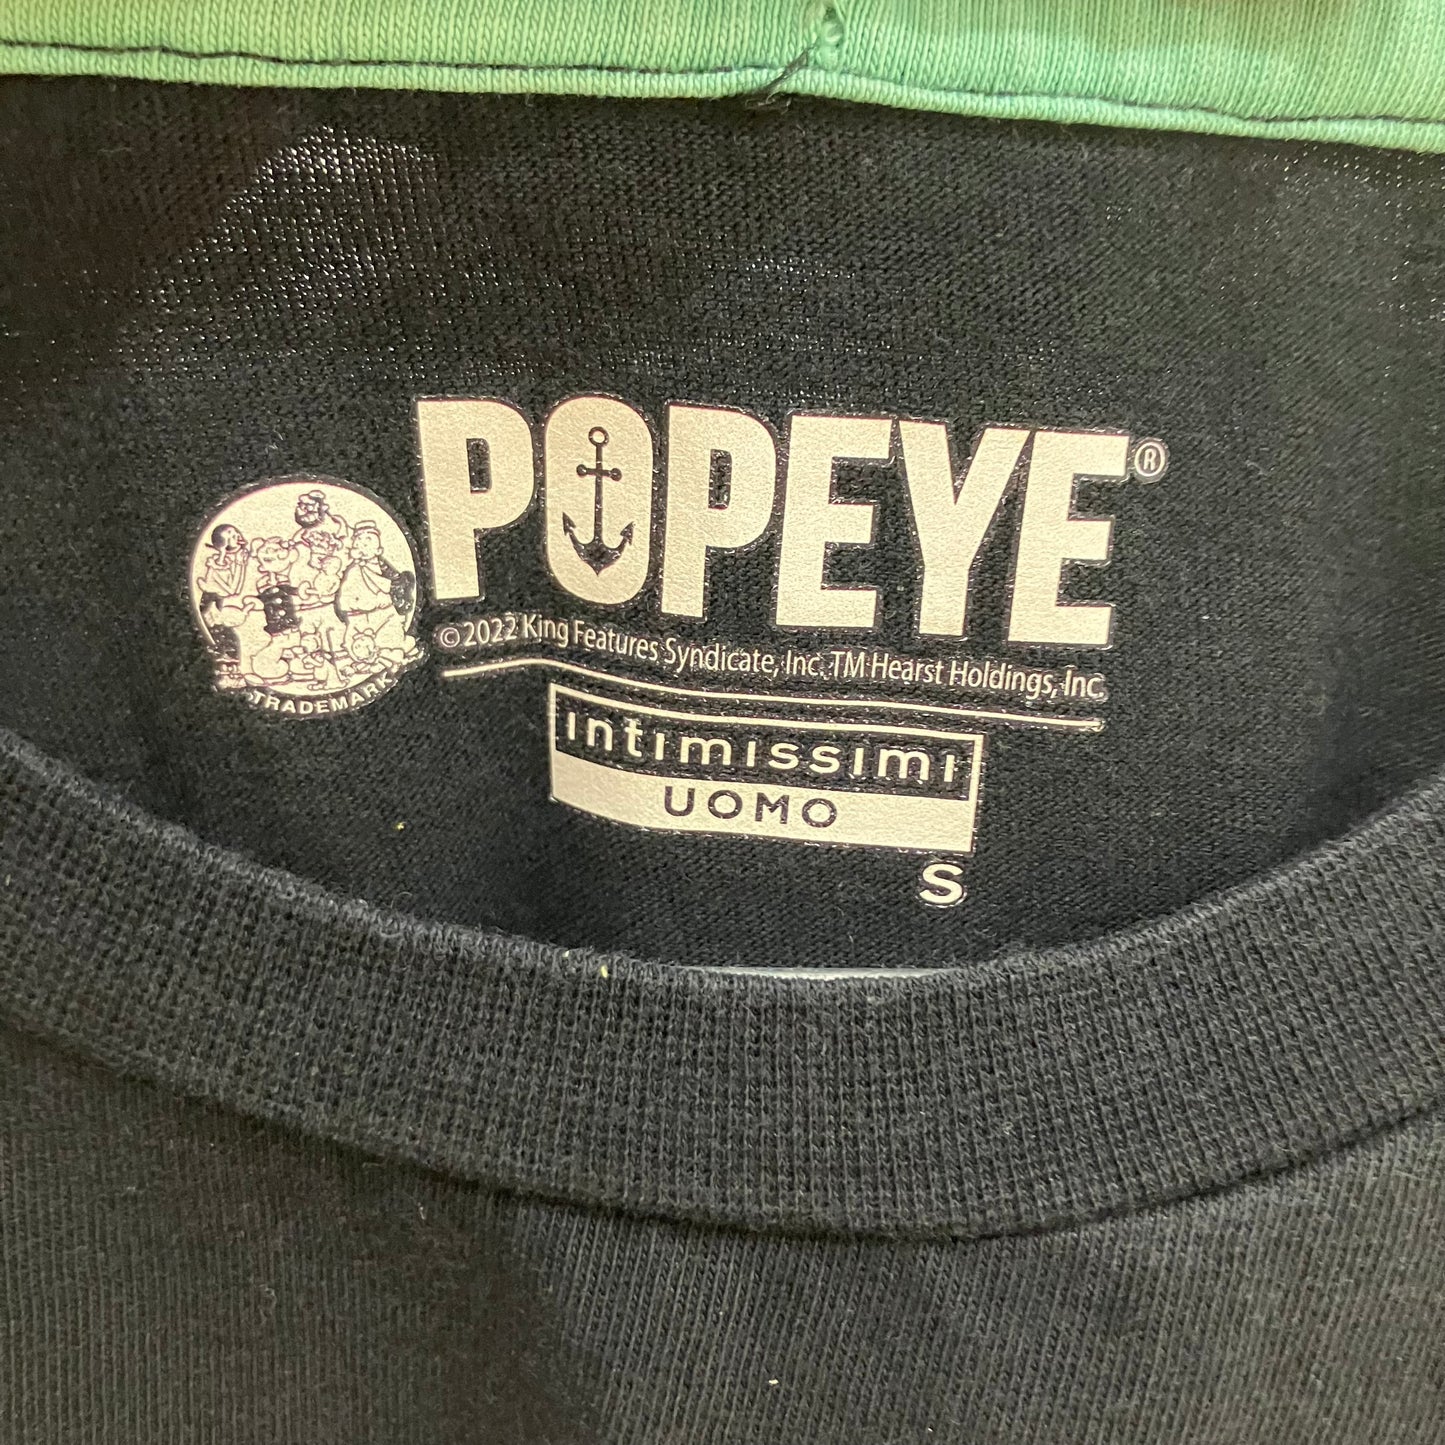 POPEYE®
TRADEMARK
©2022 King Features Syndicate, Inc. TM Hearst Holdings, Inc.
intimissimi
UOMO
S